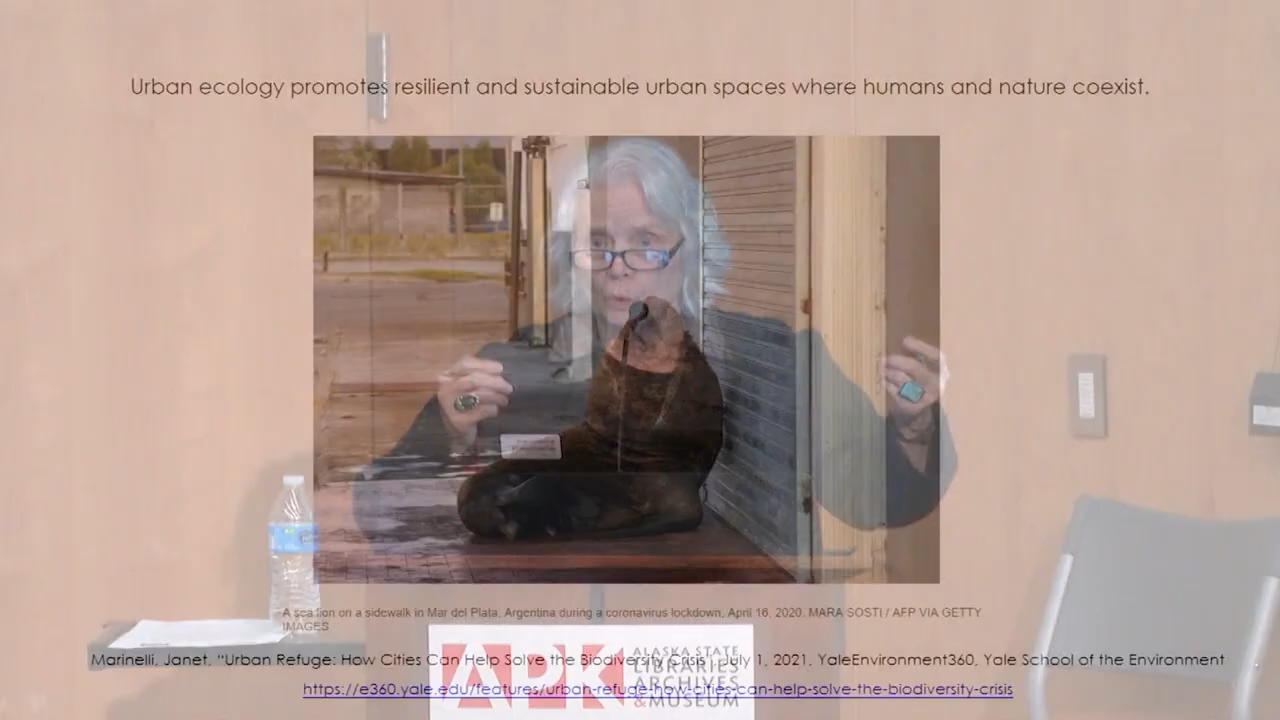 Urban ecology promotes resilient and sustainable urban spaces where humans and nature coexist.
A sea lion on a sidewalk in Mar del Plata, Argentina during a coronavirus lockdown, April 16, 2020. MARA SOSTI / AFP VIA GETTY
IMAGES
APK
ALASKA STATE
LIBRARIES
ARCHIVES
&MUSEUM
Marinelli, Janet. “Urban Refuge: How Cities Can Help Solve the Biodiversity Crisis”. July 1, 2021, YaleEnvironment360, Yale School of the Environment
https://e360.yale.edu/features/urban-refuge-how-cities-can-help-solve-the-biodiversity-crisis